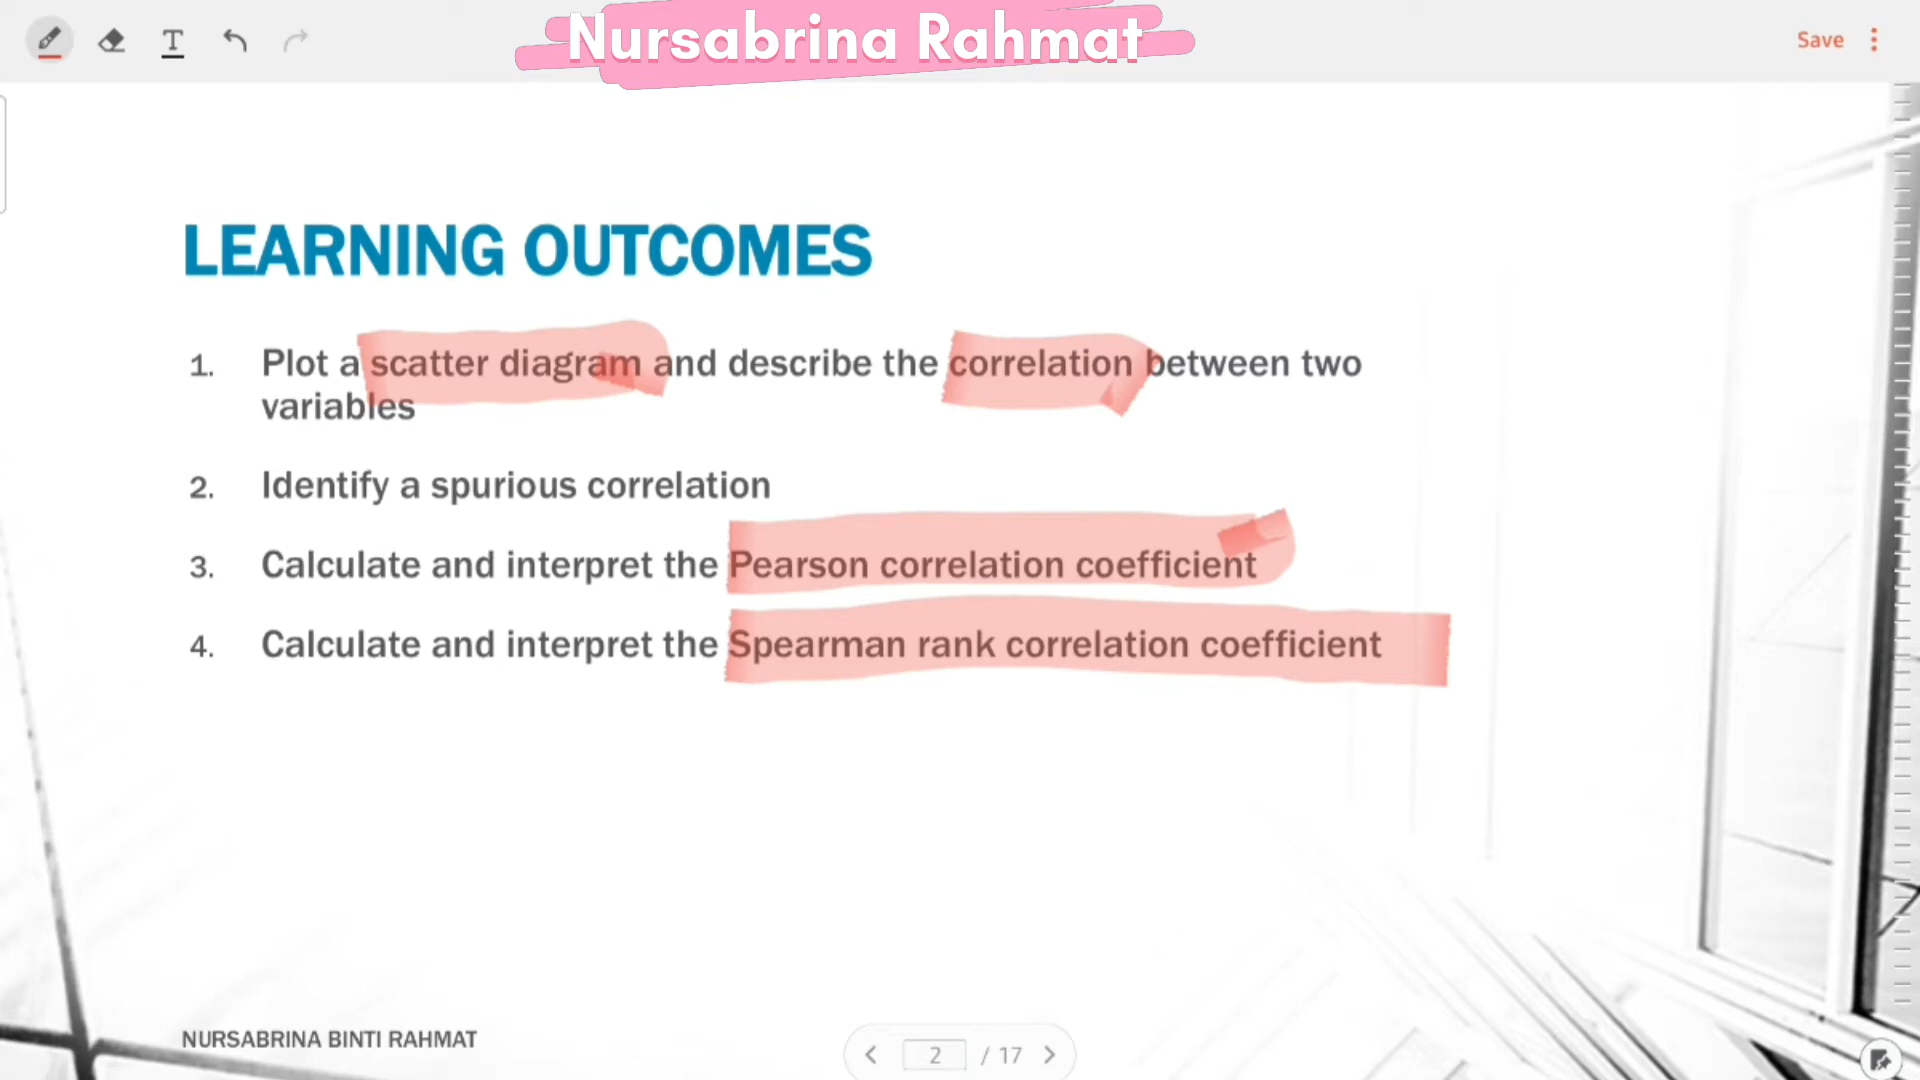 Nursabrina Rahmat
T
Save
LEARNING OUTCOMES
1. Plot a scatter diagram and describe the correlation between two
variables
2. Identify a spurious correlation
3. Calculate and interpret the Pearson correlation coefficient
4. Calculate and interpret the Spearman rank correlation coefficient
NURSABRINA BINTI RAHMAT
2 / 17